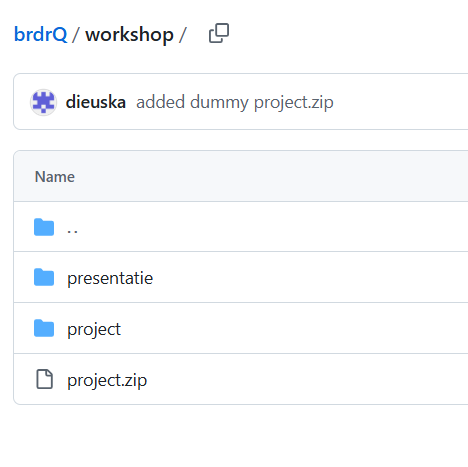 brdrQ / workshop /
dieuska added dummy project.zip
Name
..
presentatie
project
project.zip